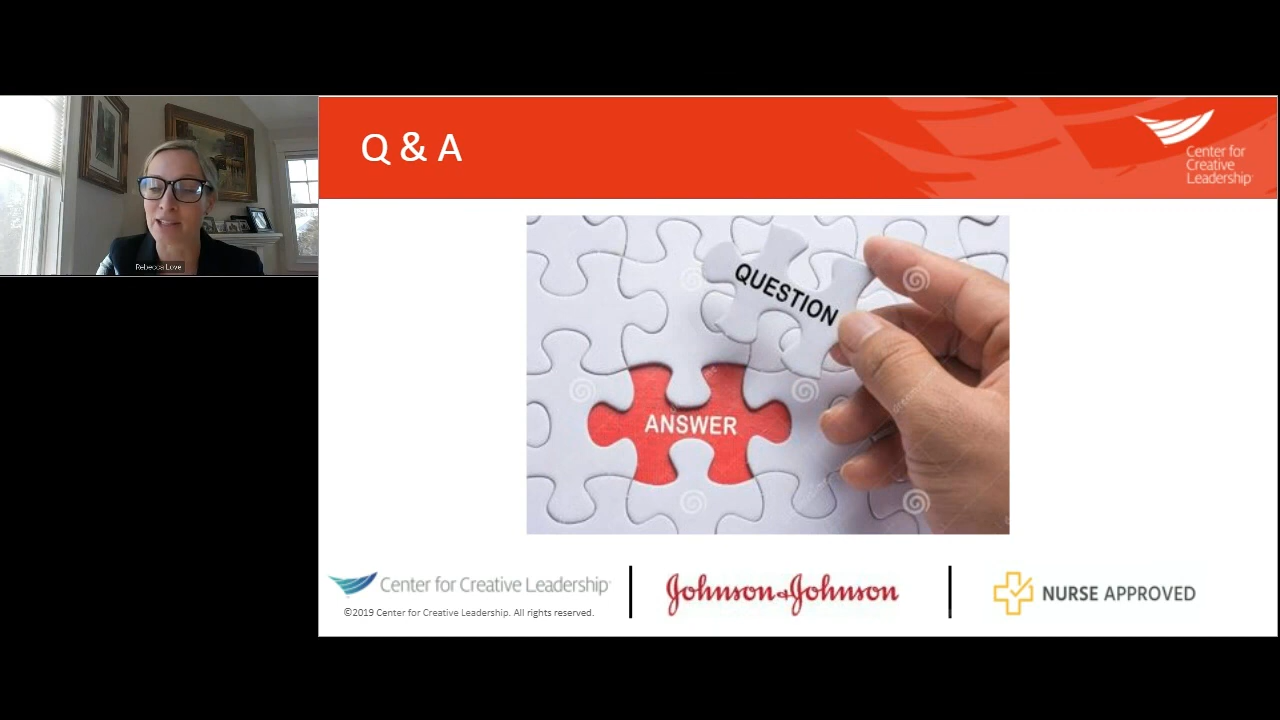 Rebecca Love
Q & A
Center for
Creative
Leadership
QUESTION
ANSWER
Center for Creative Leadership
©2019 Center for Creative Leadership. All rights reserved.
Johnson & Johnson
NURSE APPROVED